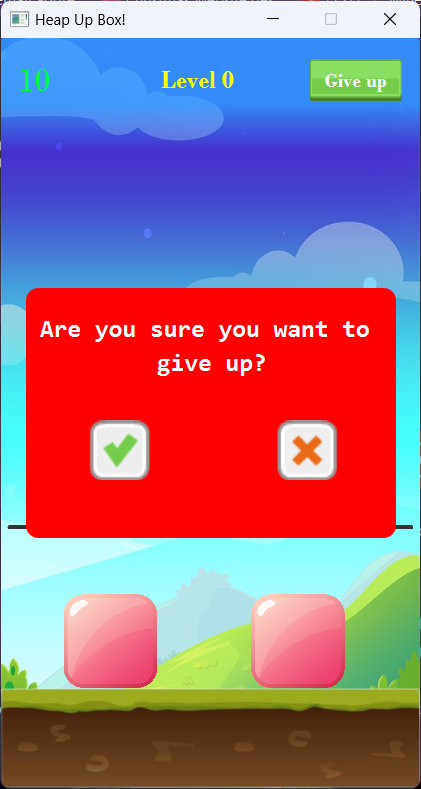 Heap Up Box!
10
Level 0
Give up
Are you sure you want to
give up?